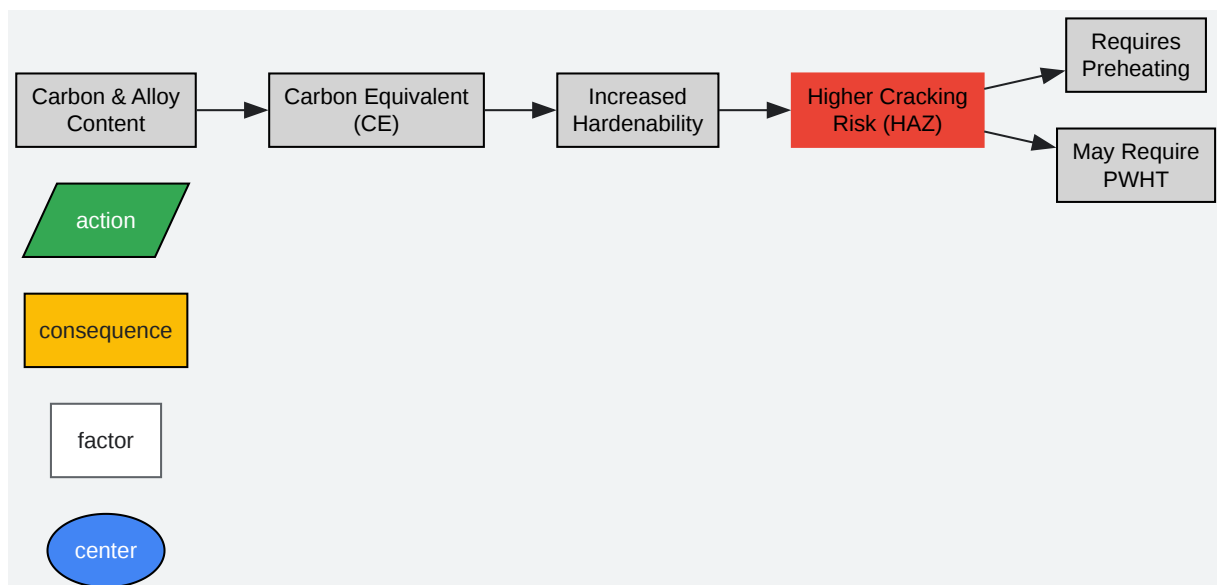 Carbon & Alloy
Content
Carbon Equivalent
(CE)
Increased
Hardenability
Higher Cracking
Risk (HAZ)
Requires
Preheating
May Require
PWHT
action
consequence
factor
center